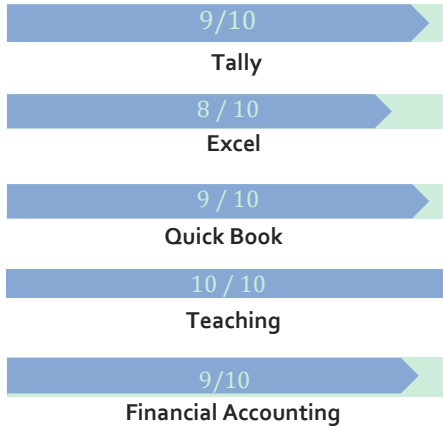 9/10
Tally
8 / 10
Excel
9 / 10
Quick Book
10 / 10
Teaching
9/10
Financial Accounting